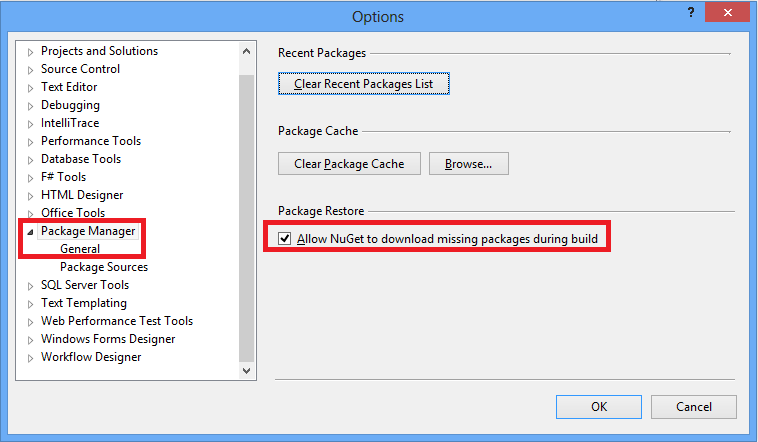 Options
?
Projects and Solutions
Source Control
Text Editor
Debugging
IntelliTrace
Performance Tools
Database Tools
F# Tools
HTML Designer
Office Tools
Package Manager
General
Package Sources
SQL Server Tools
Text Templating
Web Performance Test Tools
Windows Forms Designer
Workflow Designer
Recent Packages
Clear Recent Packages List
Package Cache
Clear Package Cache
Browse...
Package Restore
Allow NuGet to download missing packages during build
OK
Cancel